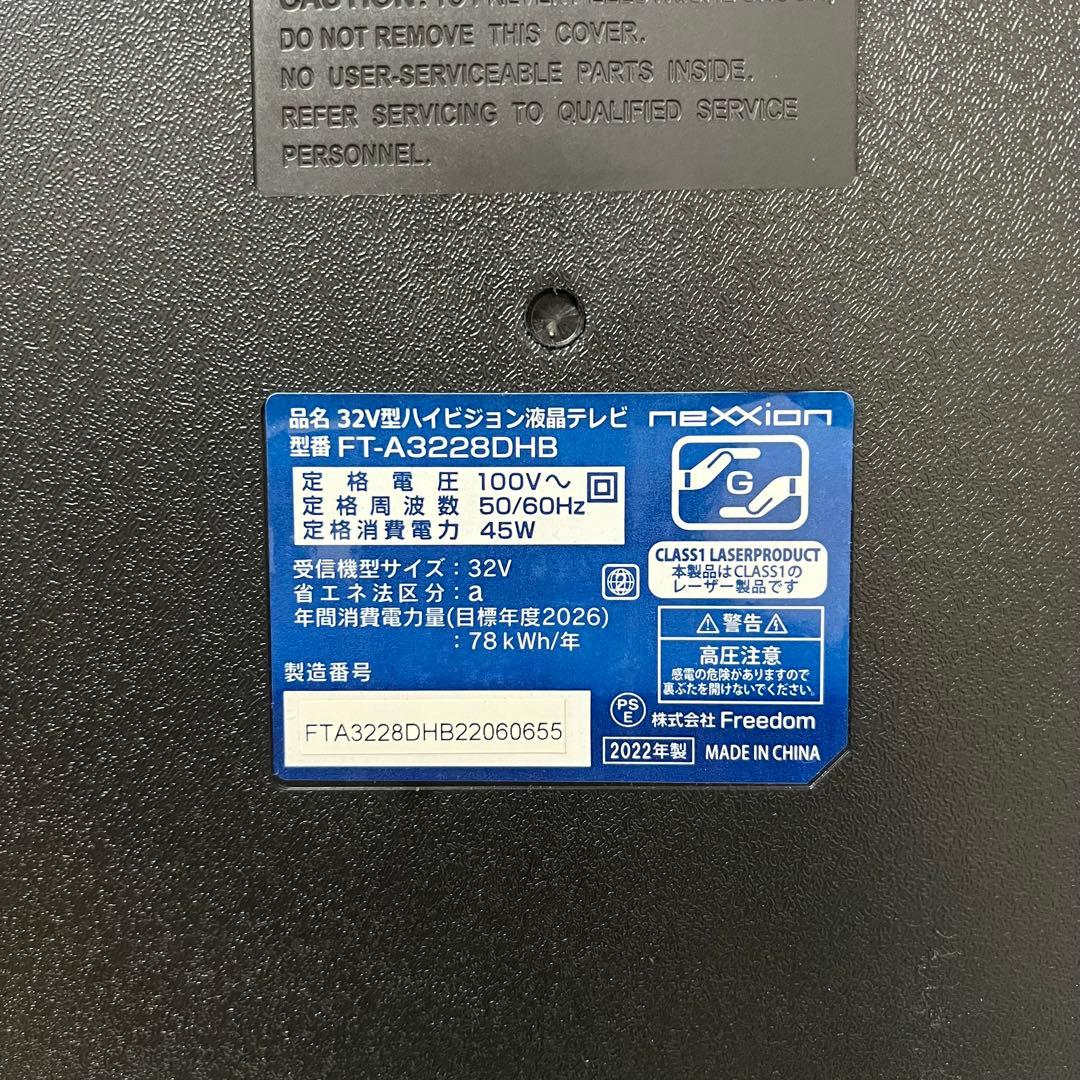 DO NOT REMOVE THIS COVER.
NO USER-SERVICEABLE PARTS INSIDE.
REFER SERVICING TO QUALIFIED SERVICE
PERSONNEL.
品名 32V型ハイビジョン液晶テレビ
neXXion
型番 FT-A3228DHB
定格電圧 100V～
定格周波数 50/60Hz
定格消費電力 45W
G
受信機型サイズ：32V
省エネ法区分：a
年間消費電力量(目標年度2026)
：78kWh/年
2
CLASS1 LASERPRODUCT
本製品はCLASS1の
レーザー製品です
⚠警告⚠
高圧注意
感電の危険がありますので
裏ぶたを開けないでください。
製造番号
FTA3228DHB22060655
PS
E
株式会社 Freedom
2022年製 MADE IN CHINA